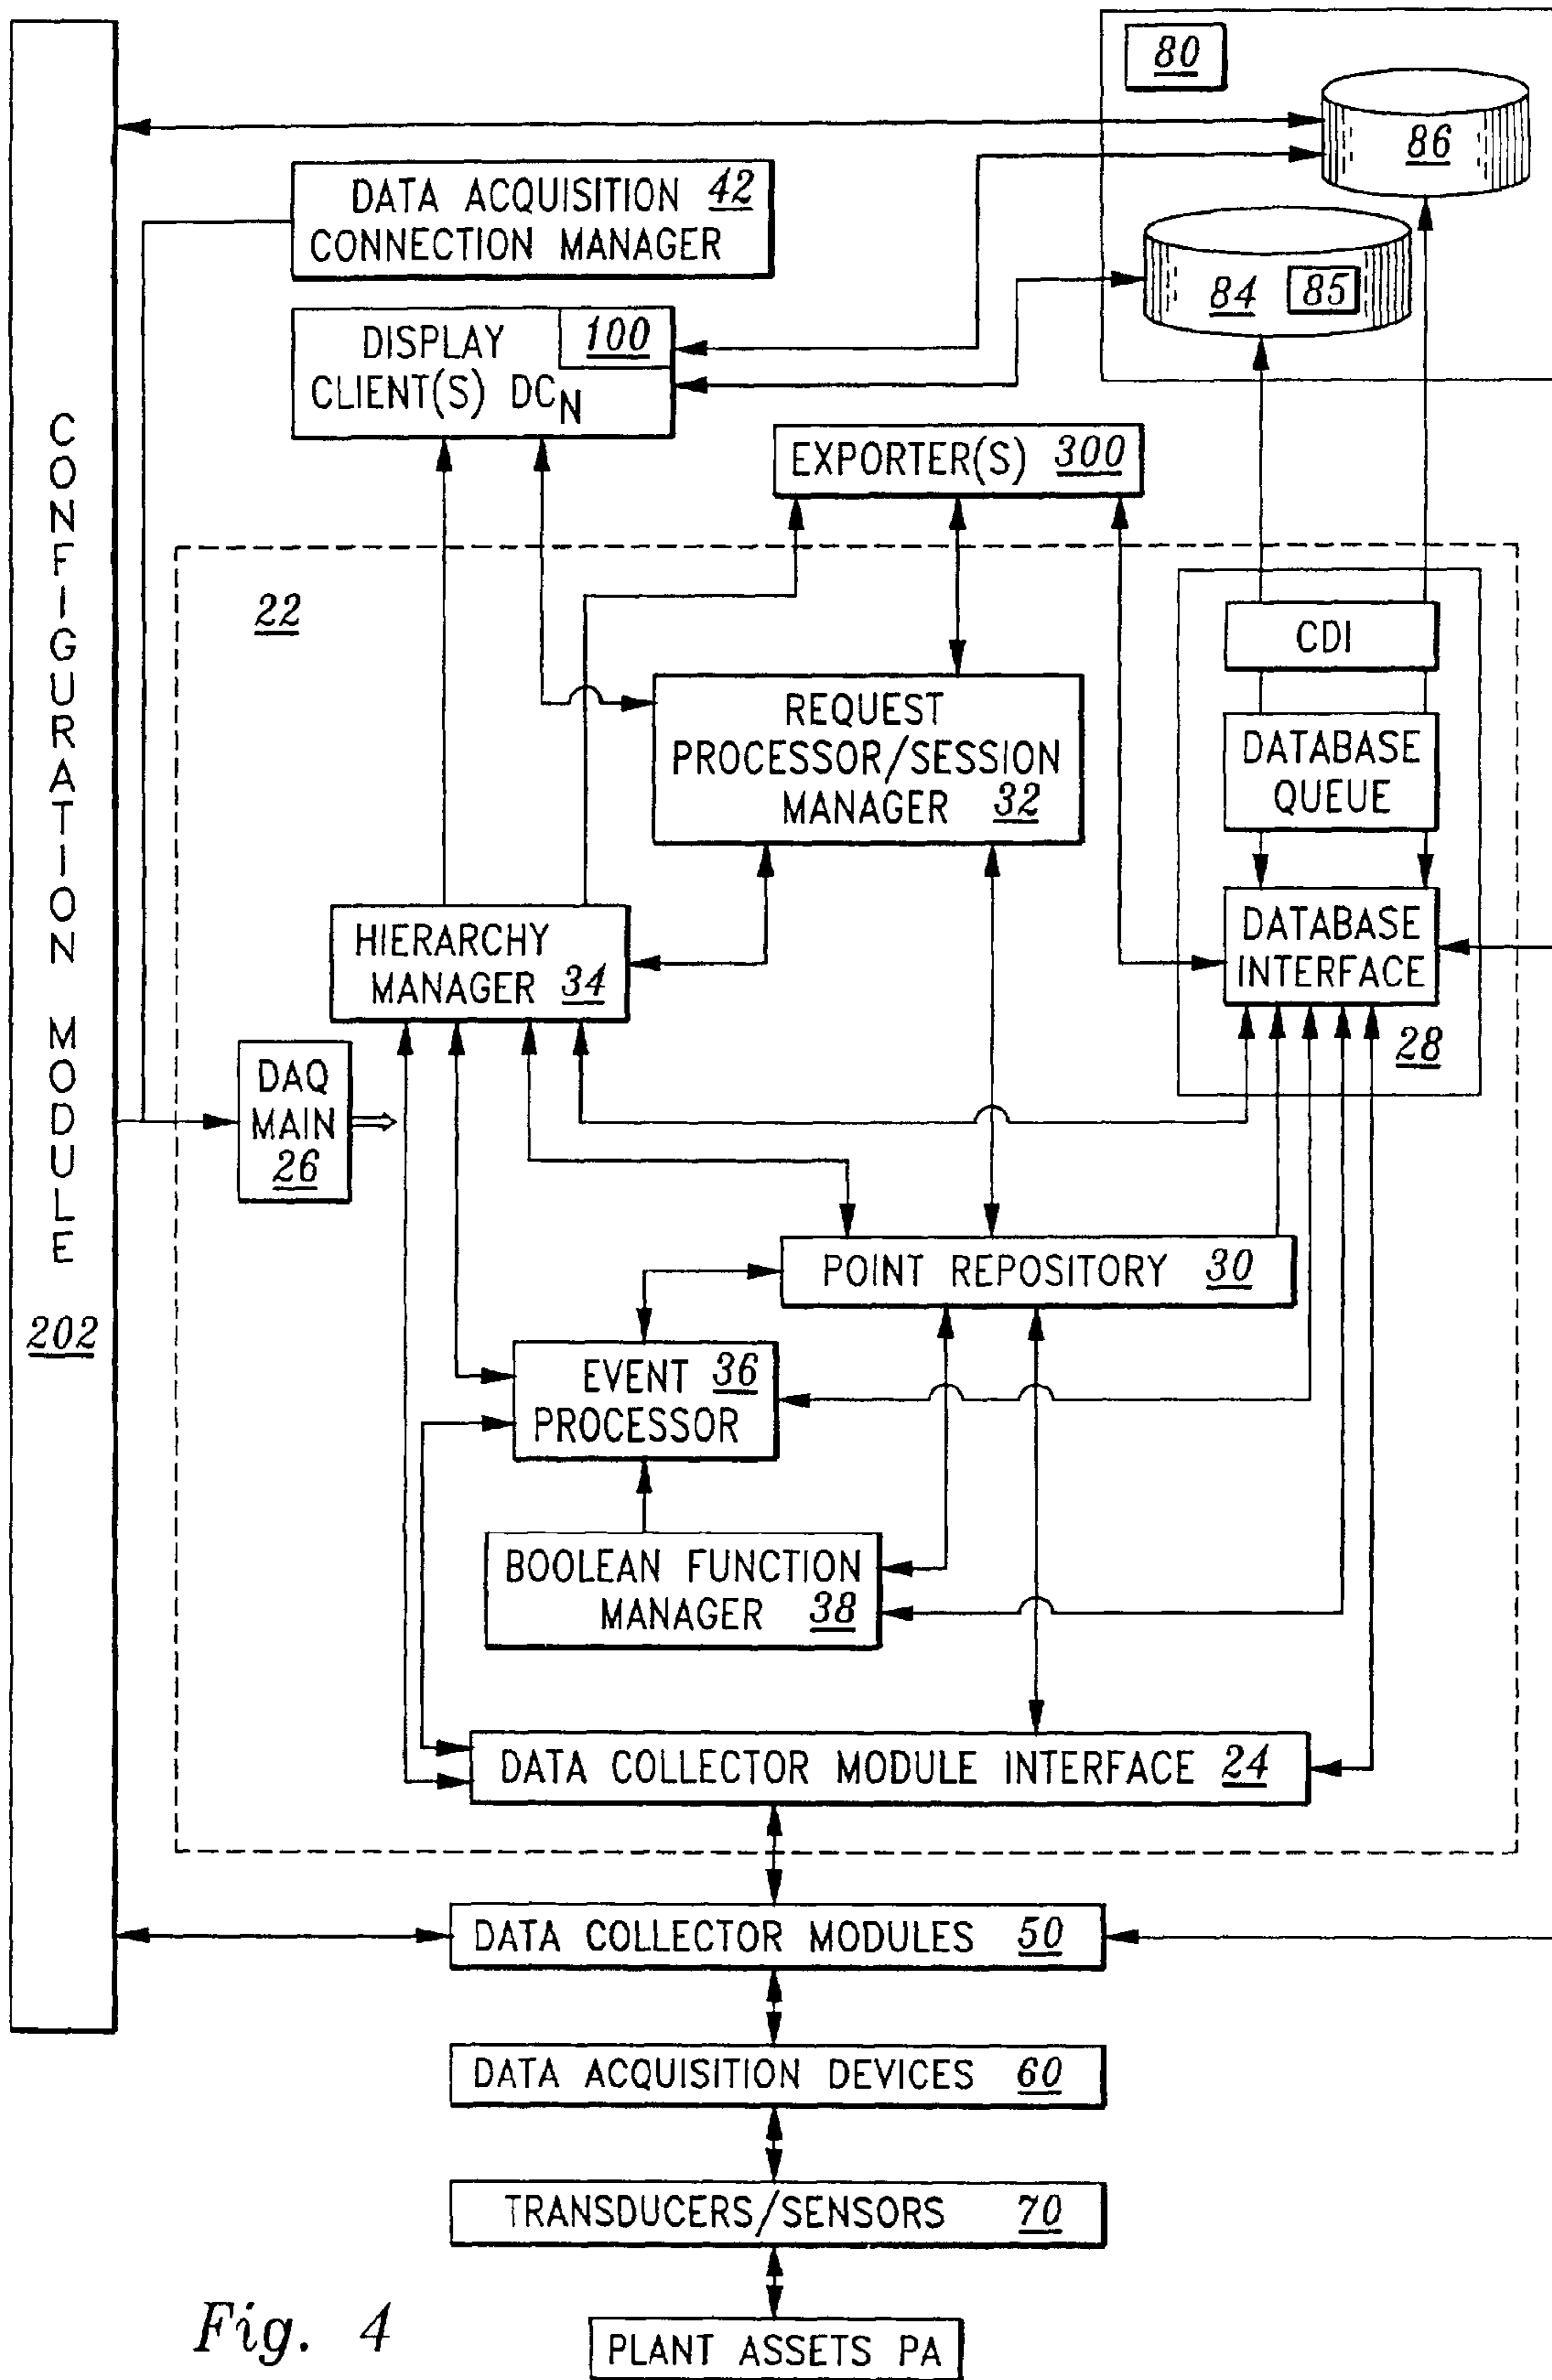 80
86
DATA ACQUISITION 42
CONNECTION MANAGER
84 85
DISPLAY 100
CLIENT(S) DCN
EXPORTER(S) 300
CONFIGURATION MODULE
202
22
CDI
REQUEST
PROCESSOR/SESSION
MANAGER 32
DATABASE
QUEUE
HIERARCHY
MANAGER 34
DATABASE
INTERFACE
28
DAQ
MAIN
26
POINT REPOSITORY 30
EVENT 36
PROCESSOR
BOOLEAN FUNCTION
MANAGER 38
DATA COLLECTOR MODULE INTERFACE 24
DATA COLLECTOR MODULES 50
DATA ACQUISITION DEVICES 60
TRANSDUCERS/SENSORS 70
PLANT ASSETS PA
Fig. 4